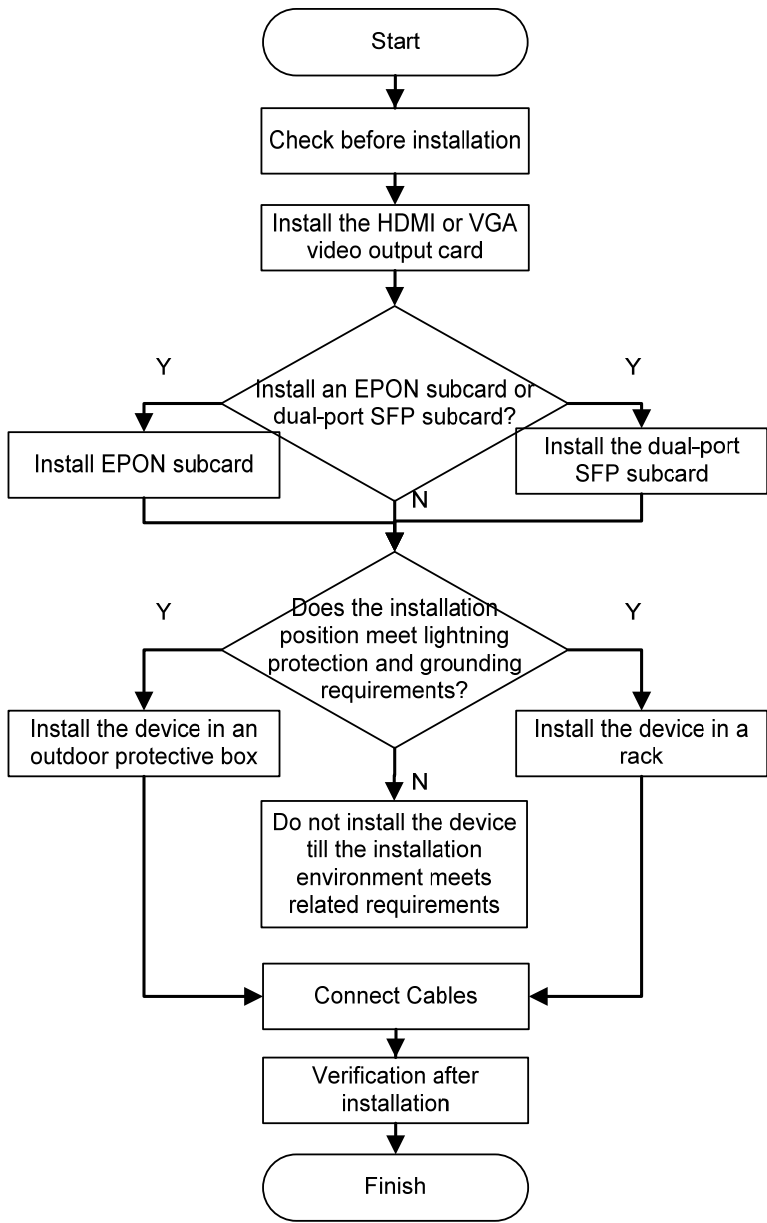 Start
Check before installation
Install the HDMI or VGA
video output card
Y
Y
Install an EPON subcard or
dual-port SFP subcard?
Install EPON subcard
Install the dual-port
SFP subcard
N
Y
Y
Does the installation
position meet lightning
protection and grounding
requirements?
Install the device in an
outdoor protective box
Install the device in a
rack
N
Do not install the device
till the installation
environment meets
related requirements
Connect Cables
Verification after
installation
Finish